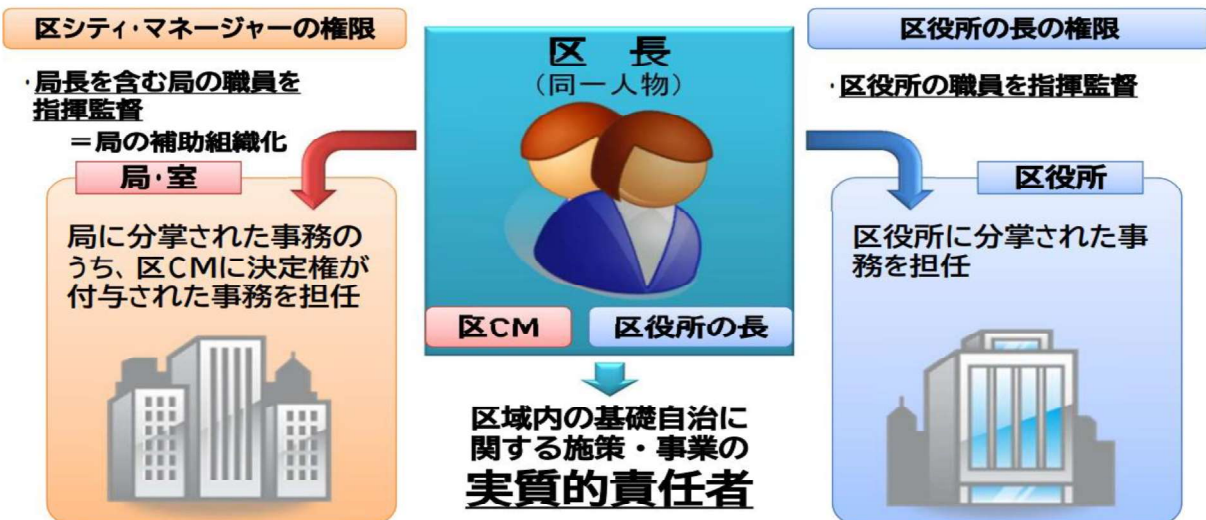 区シティ・マネージャーの権限
・局長を含む局の職員を
指揮監督
＝局の補助組織化
局・室
局に分掌された事務の
うち、区CMに決定権が
付与された事務を担任
区 長
（同一人物）
区CM
区役所の長
区域内の基礎自治に
関する施策・事業の
実質的責任者
区役所の長の権限
・区役所の職員を指揮監督
区役所
区役所に分掌された事
務を担任